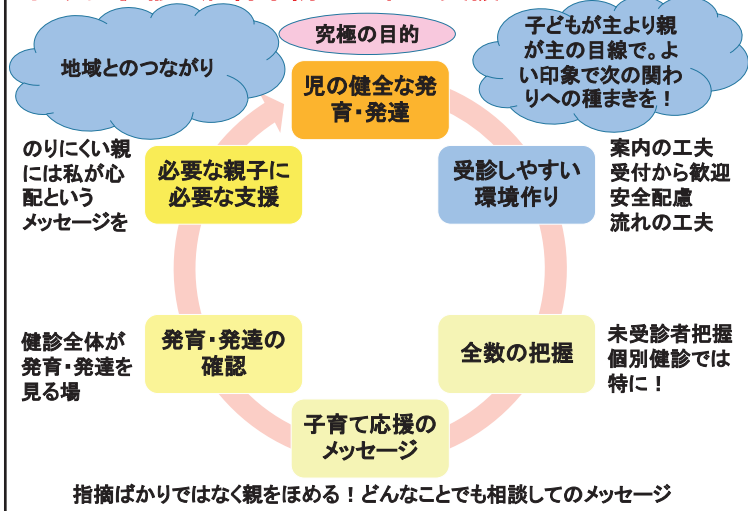 究極の目的
地域とのつながり
子どもが主より親
が主の目線で。よ
い印象で次の関わ
りへの種まきを！
児の健全な発
育・発達
のりにくい親
には私が心
配という
メッセージを
必要な親子に
必要な支援
受診しやすい
環境作り
案内の工夫
受付から歓迎
安全配慮
流れの工夫
健診全体が
発育・発達を
見る場
発育・発達の
確認
全数の把握
未受診者把握
個別健診では
特に！
子育て応援の
メッセージ
指摘ばかりではなく親をほめる！どんなことでも相談してのメッセージ